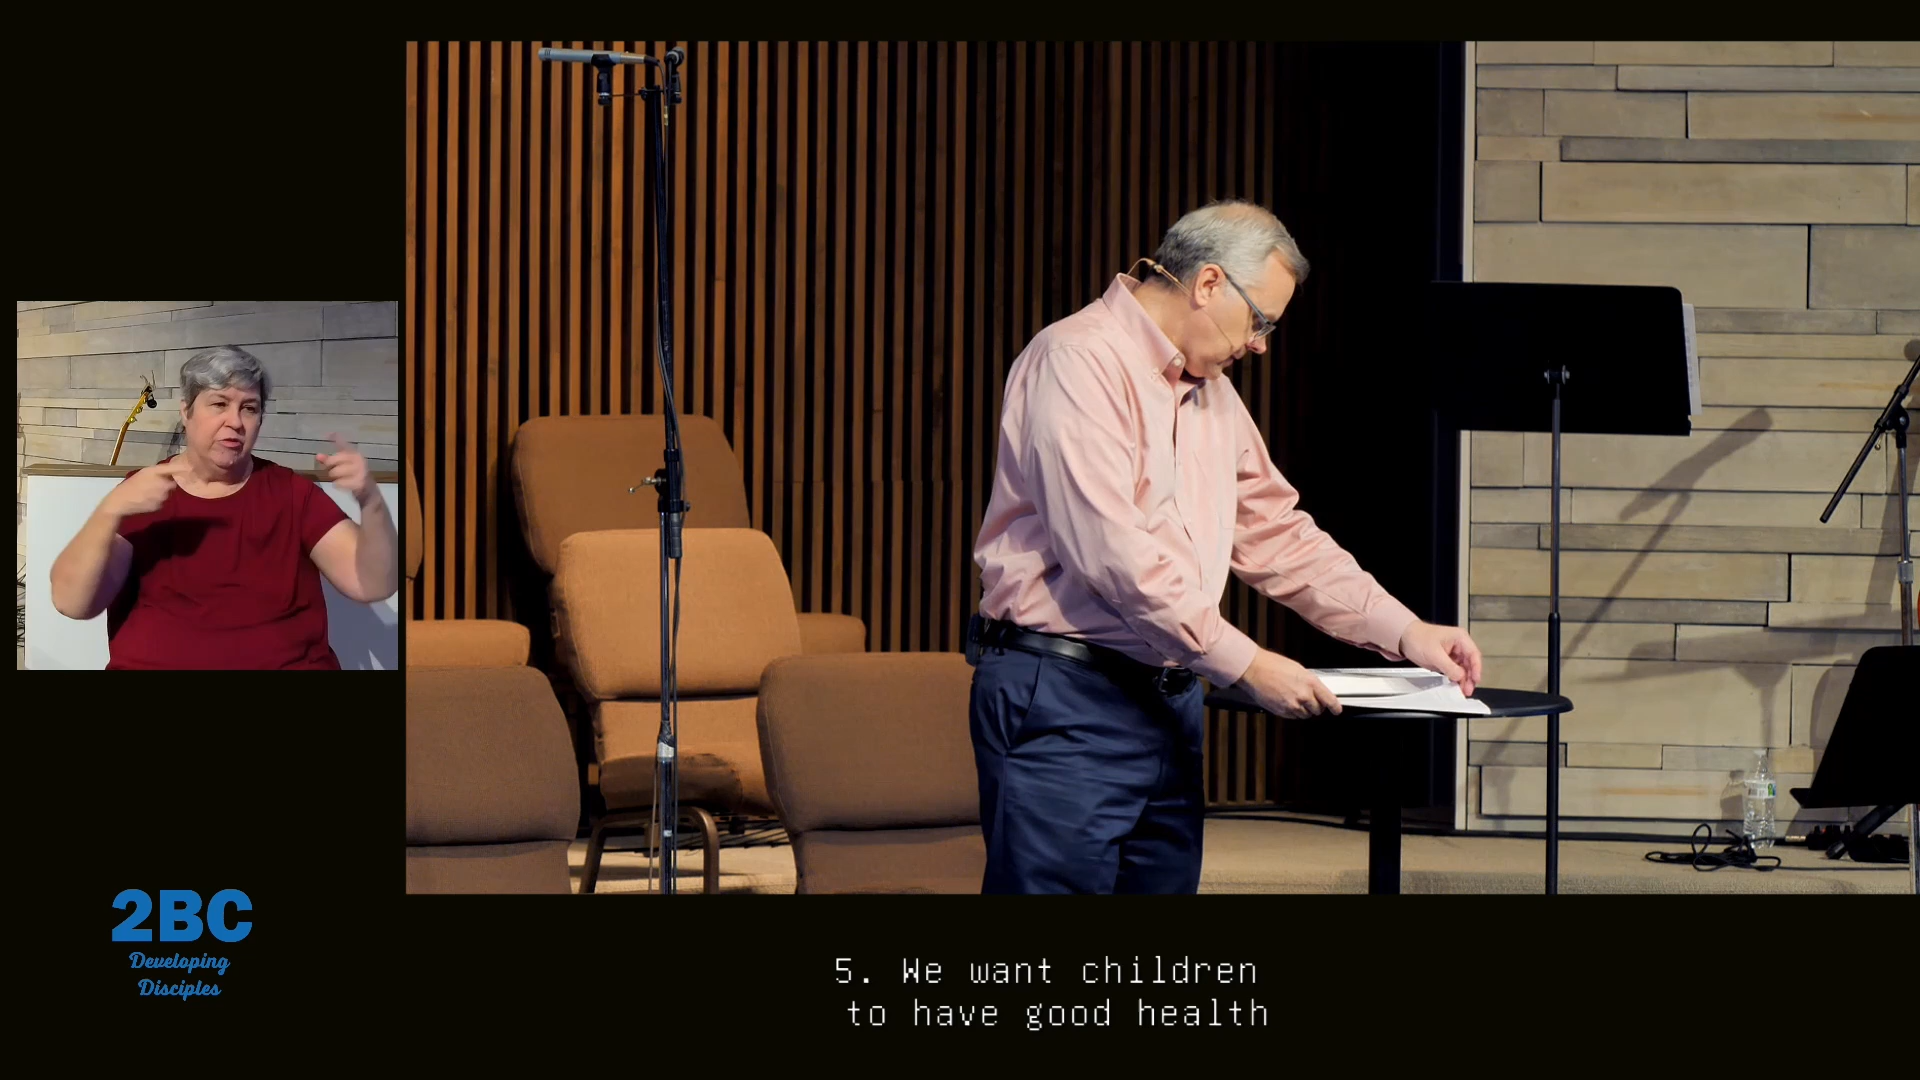 2BC
Developing
Disciples
5. We want children
to have good health